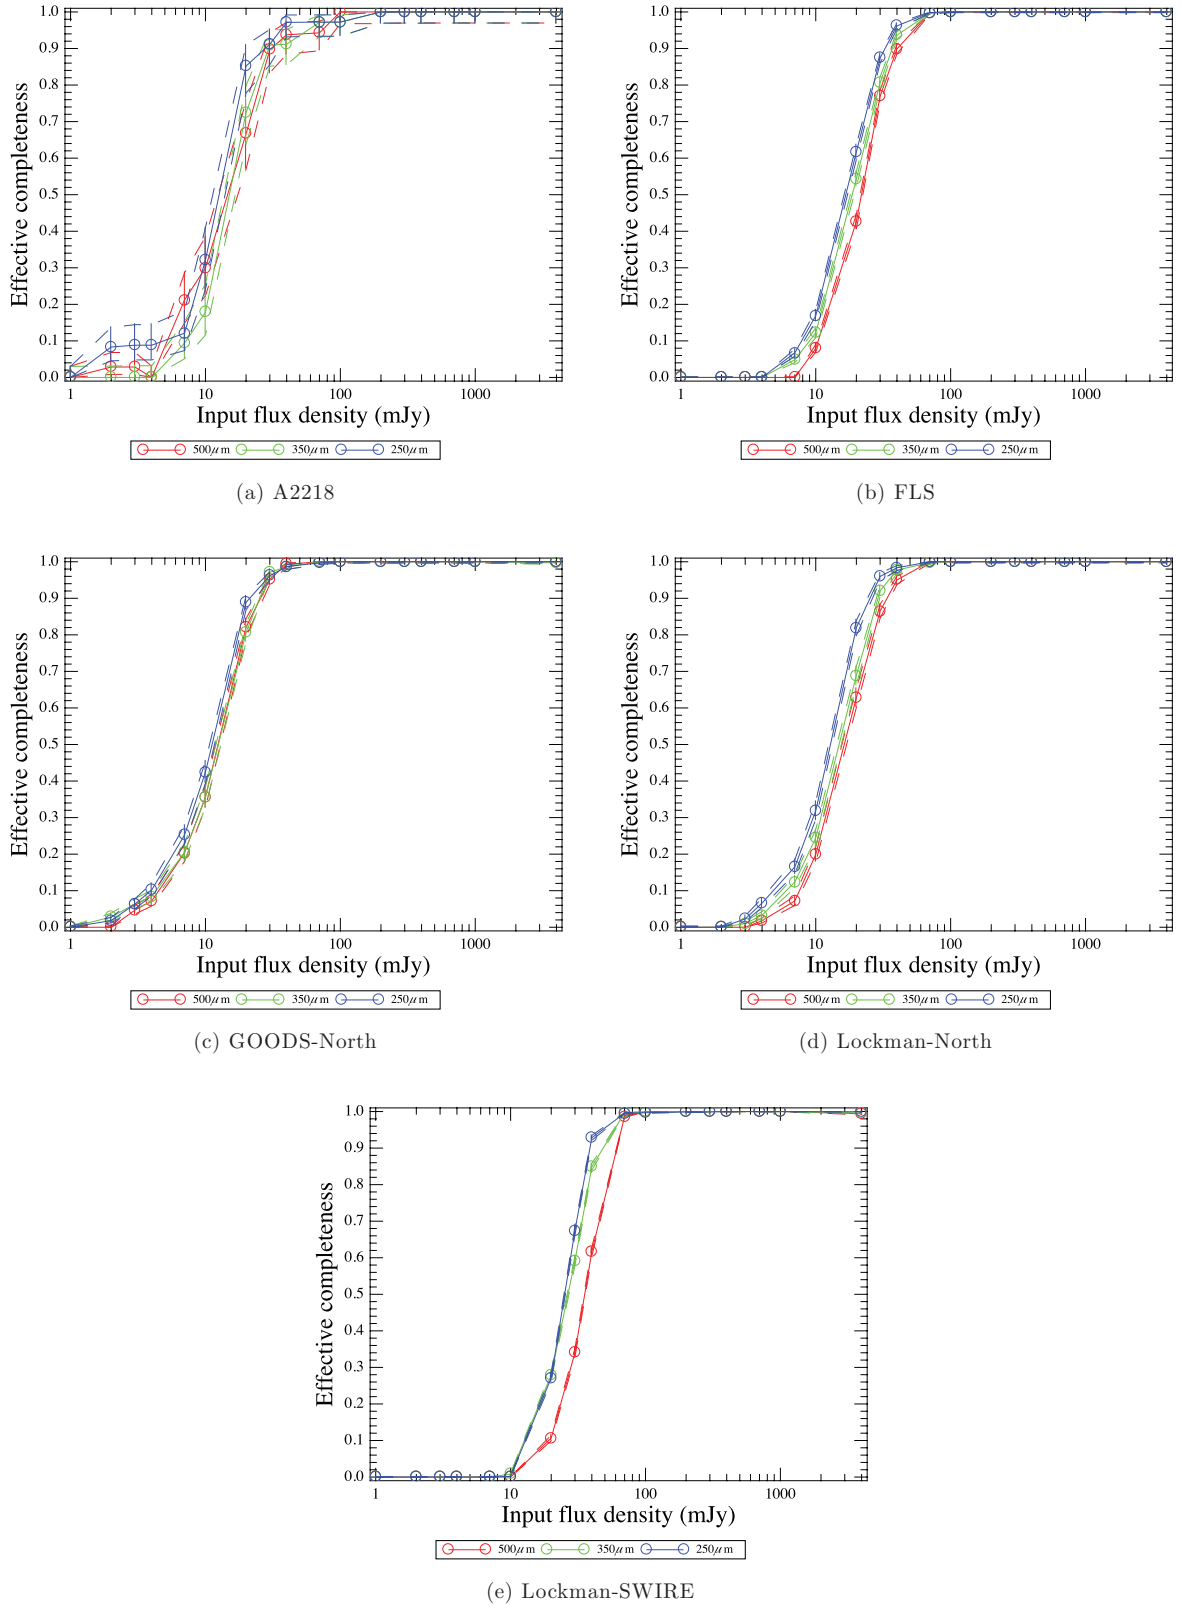 1.0
0.9
0.8
0.7
0.6
0.5
0.4
0.3
0.2
0.1
0.0
Effective completeness
1 10 100 1000
Input flux density (mJy)
500μm 350μm 250μm
(a) A2218
1.0
0.9
0.8
0.7
0.6
0.5
0.4
0.3
0.2
0.1
0.0
Effective completeness
1 10 100 1000
Input flux density (mJy)
500μm 350μm 250μm
(b) FLS
1.0
0.9
0.8
0.7
0.6
0.5
0.4
0.3
0.2
0.1
0.0
Effective completeness
1 10 100 1000
Input flux density (mJy)
500μm 350μm 250μm
(c) GOODS-North
1.0
0.9
0.8
0.7
0.6
0.5
0.4
0.3
0.2
0.1
0.0
Effective completeness
1 10 100 1000
Input flux density (mJy)
500μm 350μm 250μm
(d) Lockman-North
1.0
0.9
0.8
0.7
0.6
0.5
0.4
0.3
0.2
0.1
0.0
Effective completeness
1 10 100 1000
Input flux density (mJy)
500μm 350μm 250μm
(e) Lockman-SWIRE